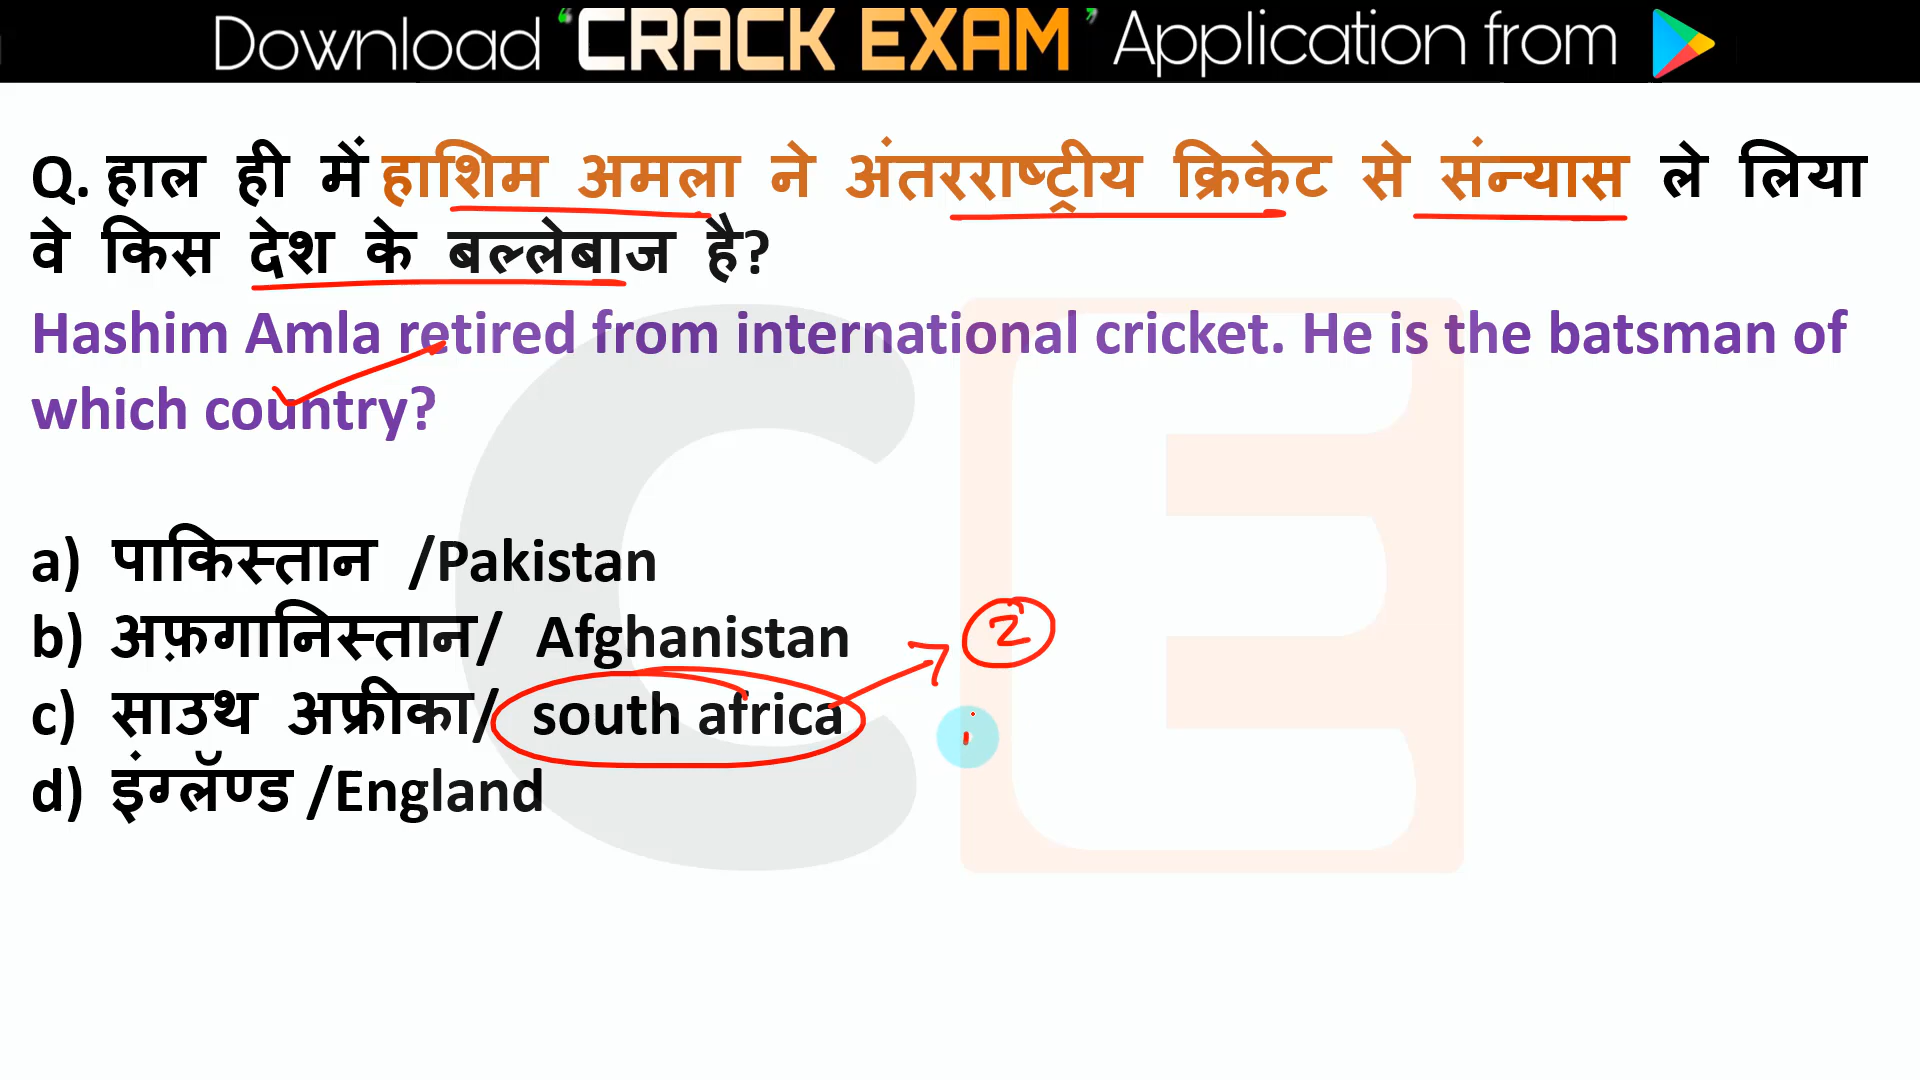 Download ‘CRACK EXAM’ Application from
Q. हाल ही में हाशिम अमला ने अंतरराष्ट्रीय क्रिकेट से संन्यास ले लिया
वे किस देश के बल्लेबाज है?
Hashim Amla retired from international cricket. He is the batsman of
which country?
a) पाकिस्तान /Pakistan
b) अफ़गानिस्तान/ Afghanistan
2
c) साउथ अफ्रीका/ south africa
d) इंग्लॅण्ड /England
CE